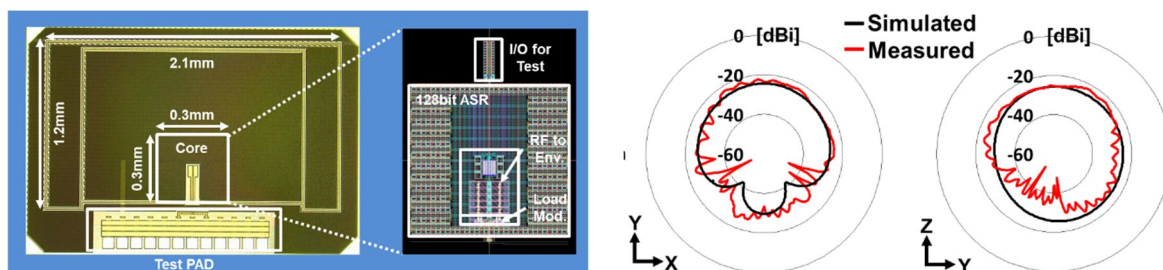 2.1mm
1.2mm
0.3mm
Core
0.3mm
Test PAD
I/O for
Test
128bit ASR
RF to
Env.
Load
Mod.
Simulated
Measured
0
[dBi]
-20
-40
-60
Y
X
0
[dBi]
-20
-40
-60
Z
Y